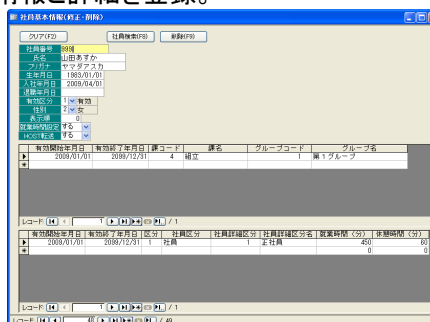 情報と詳細を登録。
社員基本情報(修正・削除)
クリア(F2) 社員検索(F8) 削除(F9)
社員番号 999
氏名 山田あすか
フリガナ ヤマダアスカ
生年月日 1983/01/01
入社年月日 2009/04/01
退職年月日
有効区分 1 有効
性別 2 女
表示順 0
就業時間設定 する
HOST転送 する
有効開始年月日 有効終了年月日 課コード 課名 グループコード グループ名
2009/01/01 2099/12/31 4 組立 1 第1グループ
レコード: 1 / 1
有効開始年月日 有効終了年月日 区分 社員区分 社員詳細区分 社員詳細区分名 就業時間(分) 休憩時間(分)
2009/01/01 2099/12/31 1 社員 1 正社員 450 60
0 0
レコード: 1 / 1
レコード: 46 / 49